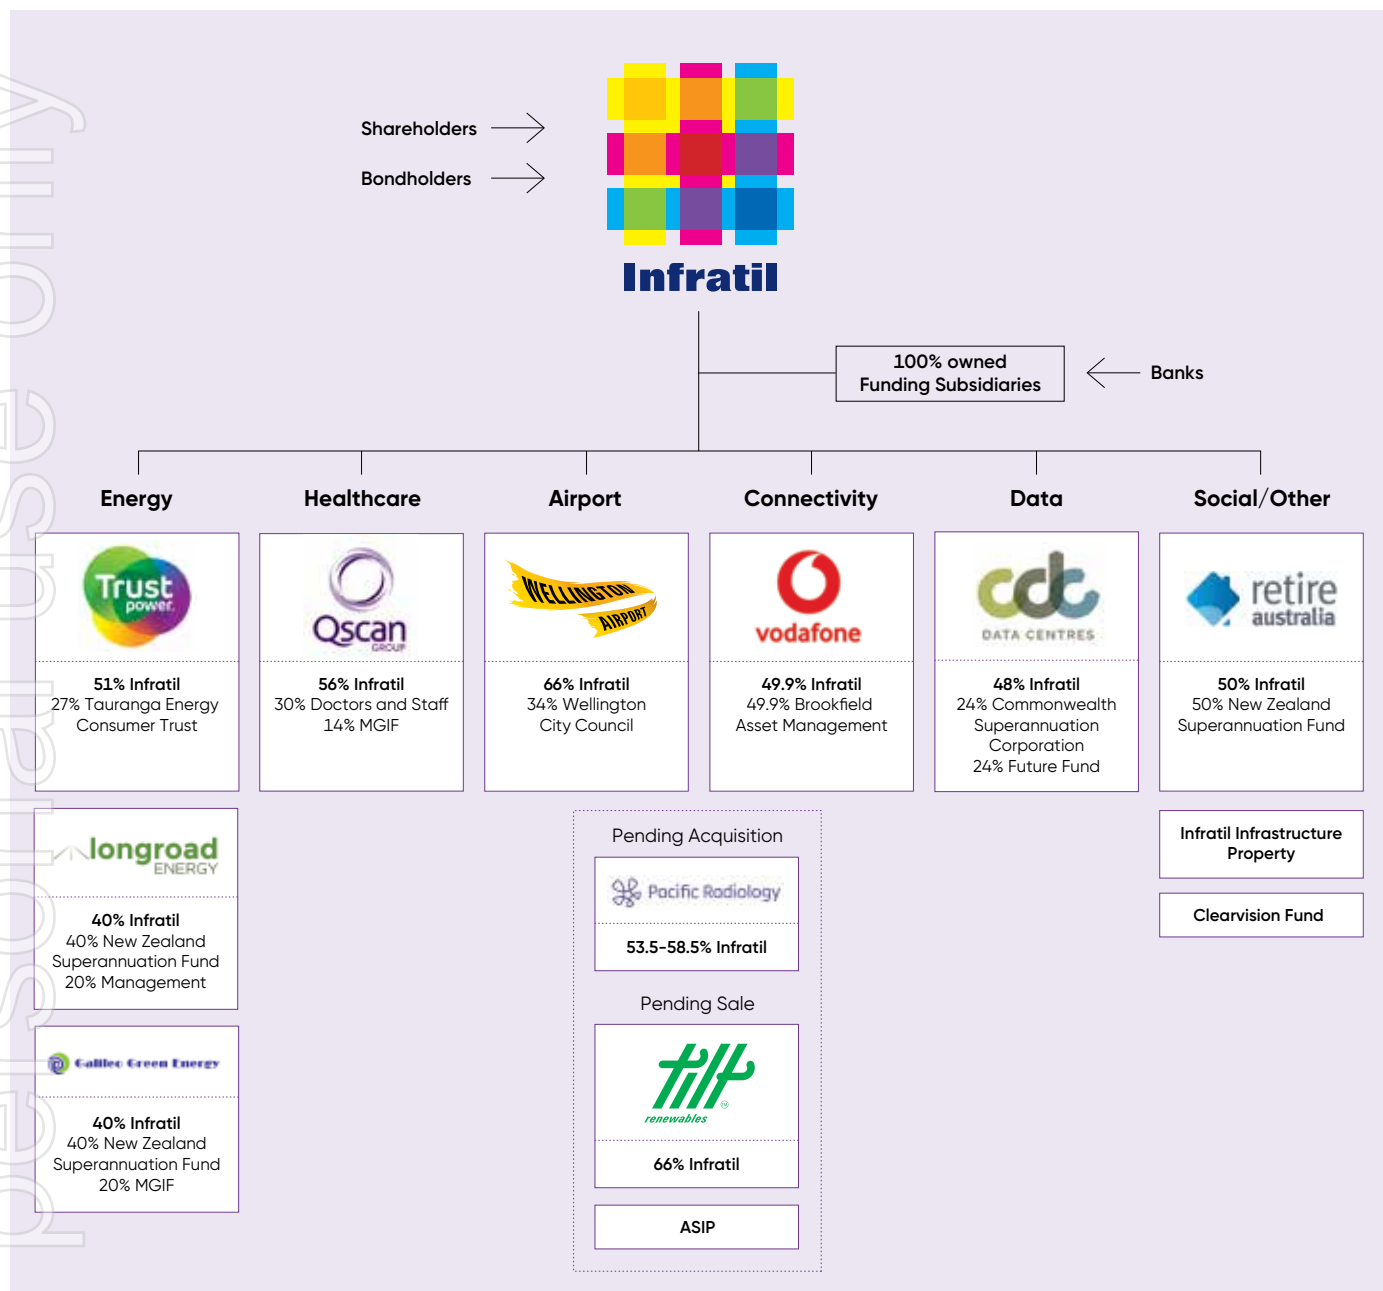 personal use only
Shareholders
Bondholders
Infratil
100% owned
Funding Subsidiaries
Banks
Energy
Healthcare
Airport
Connectivity
Data
Social/Other
Trust
power.
51% Infratil
27% Tauranga Energy
Consumer Trust
Qscan
GROUP
56% Infratil
30% Doctors and Staff
14% MGIF
WELLINGTON
AIRPORT
66% Infratil
34% Wellington
City Council
vodafone
49.9% Infratil
49.9% Brookfield
Asset Management
cdc
DATA CENTRES
48% Infratil
24% Commonwealth
Superannuation
Corporation
24% Future Fund
retire
australia
50% Infratil
50% New Zealand
Superannuation Fund
longroad
ENERGY
40% Infratil
40% New Zealand
Superannuation Fund
20% Management
Galileo Green Energy
40% Infratil
40% New Zealand
Superannuation Fund
20% MGIF
Pending Acquisition
Pacific Radiology
53.5-58.5% Infratil
Pending Sale
tilt
renewables
TM
66% Infratil
ASIP
Infratil Infrastructure
Property
Clearvision Fund